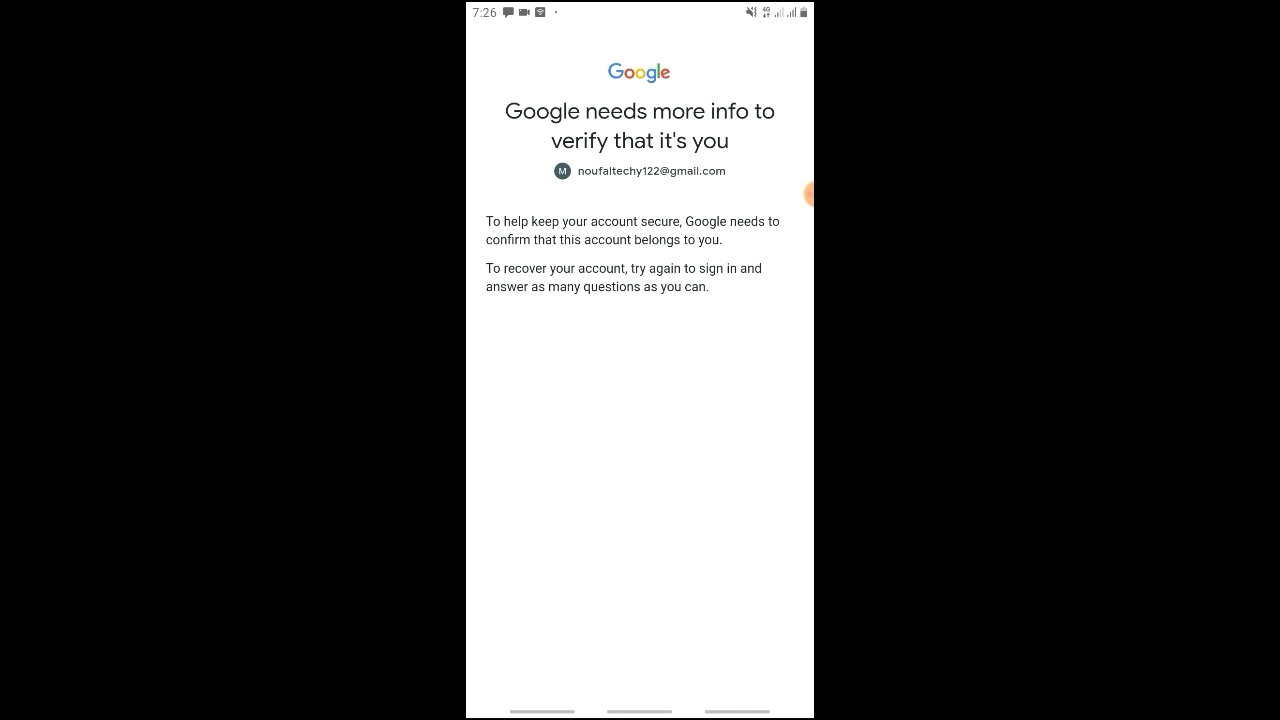 7:26
4G
Google
Google needs more info to
verify that it's you
M noufaltechy122@gmail.com
To help keep your account secure, Google needs to
confirm that this account belongs to you.
To recover your account, try again to sign in and
answer as many questions as you can.